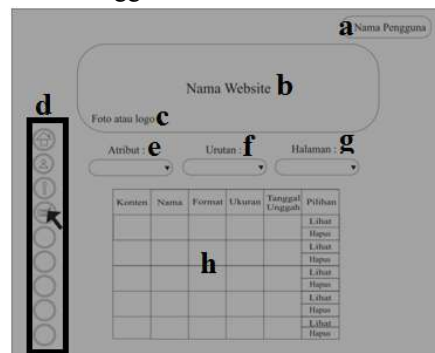 a Nama Pengguna
Nama Website b
d
Foto atau logo c
Atribut : e
Urutan : f
Halaman : g
Konten Nama Format Ukuran Tanggal Unggah Pilihan
Lihat
Hapus
Lihat
Hapus
h
Lihat
Hapus
Lihat
Hapus
Lihat
Hapus